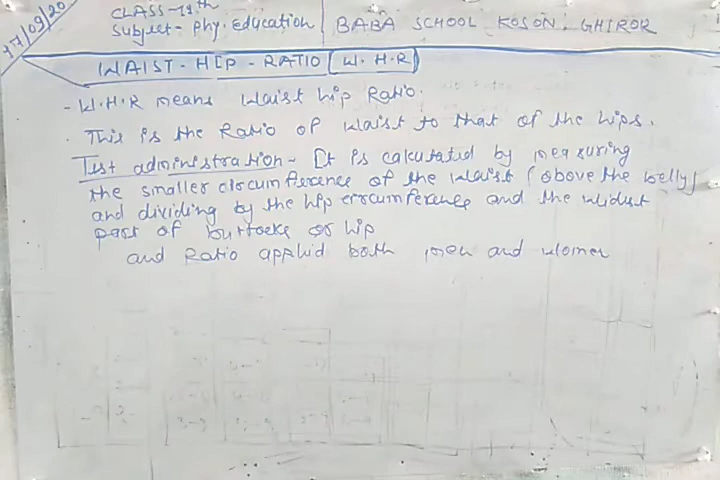 17/09/20
CLASS-12th
Subject- Phy. Education
BABA SCHOOL KOSON, GHIROR
WAIST-HIP-RATIO (W.H.R)
- W.H.R means Waist hip Ratio.
. This is the Ratio of Waist to that of the hips.
Test administration- It is calculated by measuring
the smaller circumference of the Waist (above the belly)
and dividing by the hip circumference and the widest
part of buttocks or hip
and Ratio applied both men and women